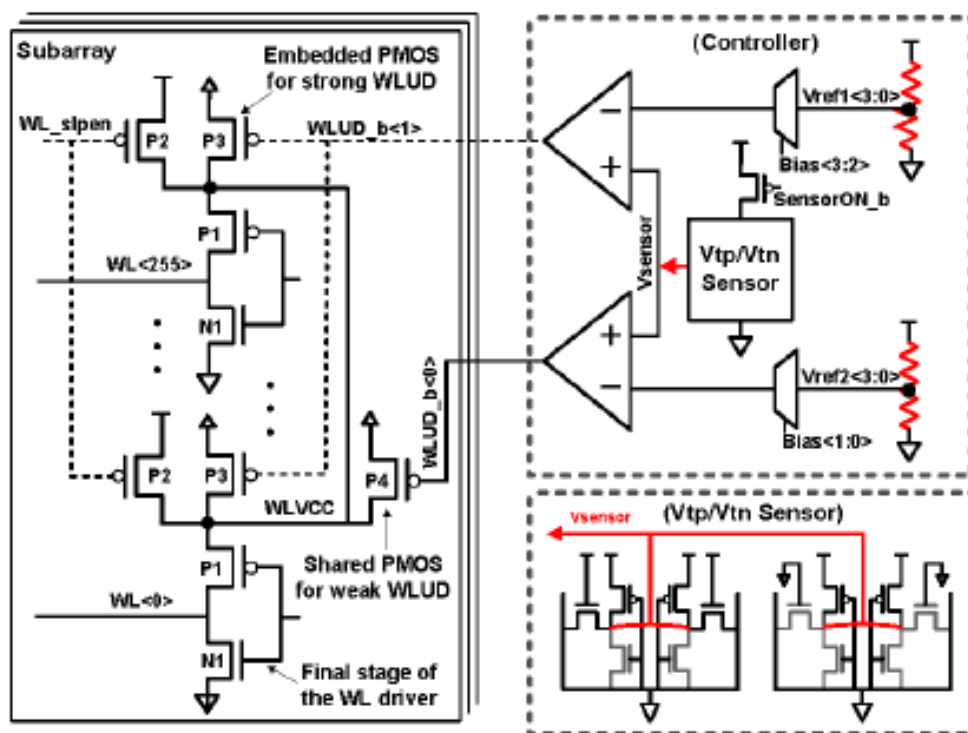 Subarray
Embedded PMOS
for strong WLUD
(Controller)
WL_slpen
P2
P3
WLUD_b<1>
Vref1<3:0>
Bias<3:2>
SensorON_b
P1
WL<255>
N1
Vsensor
Vtp/Vtn
Sensor
P2
P3
P4
WLUD_b<0>
Vref2<3:0>
Bias<1:0>
WLVCC
P1
Shared PMOS
for weak WLUD
WL<0>
N1
Final stage of
the WL driver
Vsensor
(Vtp/Vtn Sensor)